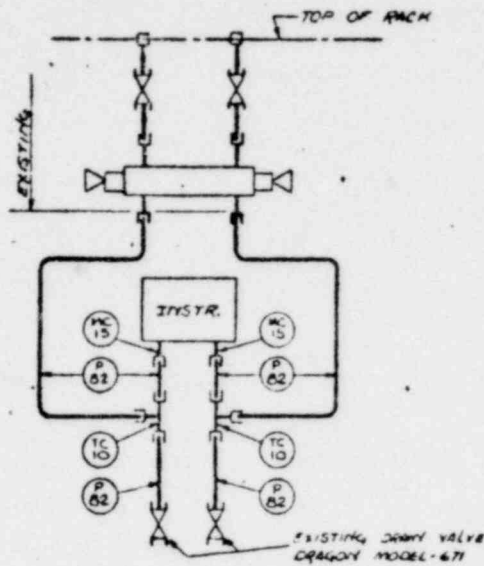 TOP OF RACK
EXISTING
INSTR.
MC
15
MC
15
P
82
P
82
TC
10
TC
10
P
82
P
82
EXISTING DRAIN VALVE
DRAGON MODEL-671